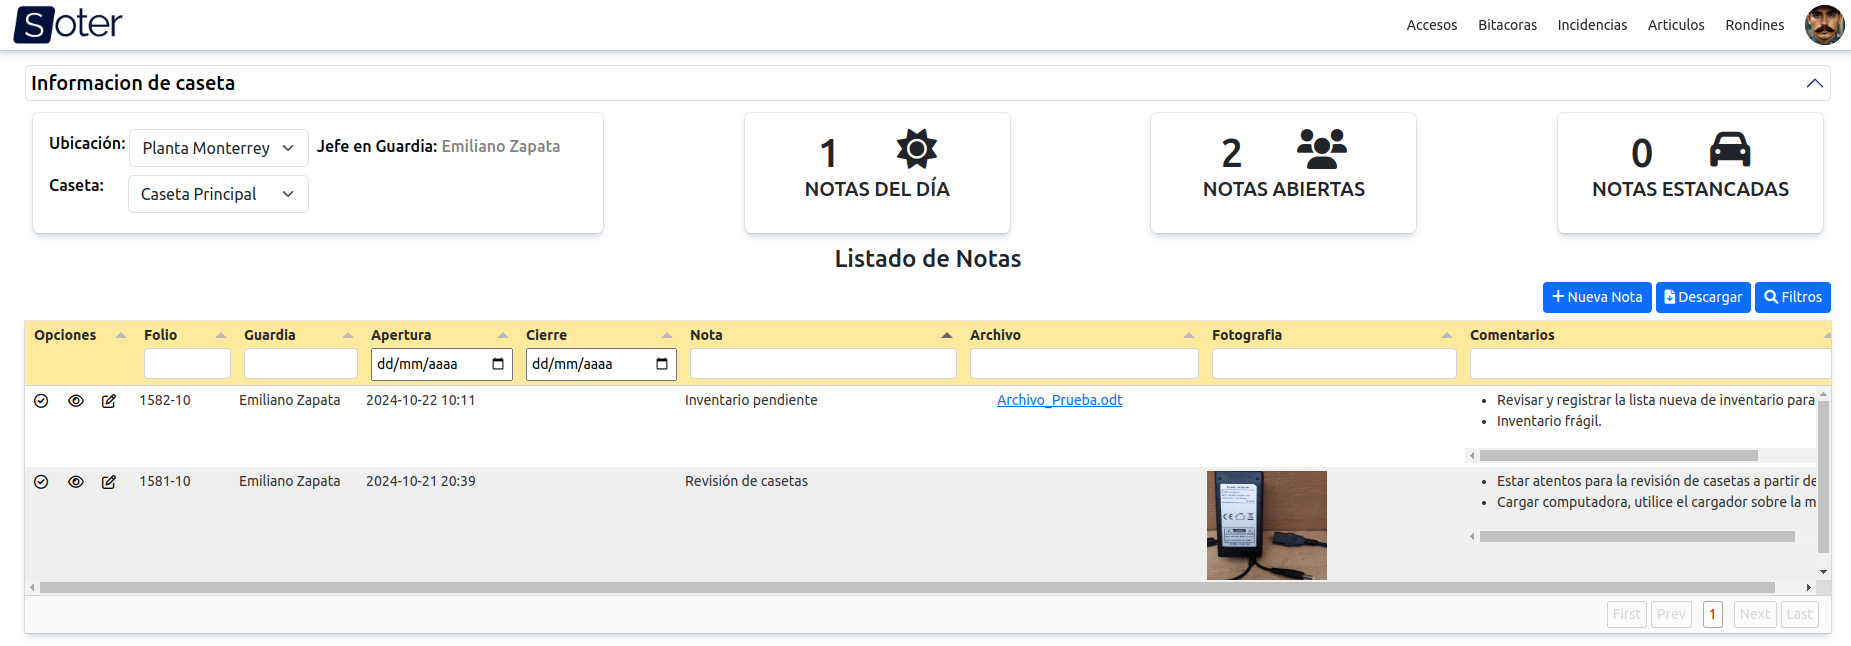 Soter
Accesos Bitacoras Incidencias Articulos Rondines
Informacion de caseta
Ubicación: Planta Monterrey Jefe en Guardia: Emiliano Zapata
Caseta: Caseta Principal
1
NOTAS DEL DÍA
2
NOTAS ABIERTAS
0
NOTAS ESTANCADAS
Listado de Notas
Nueva Nota Descargar Filtros
Opciones Folio Guardia Apertura Cierre Nota Archivo Fotografia Comentarios
dd/mm/aaaa dd/mm/aaaa
1582-10 Emiliano Zapata 2024-10-22 10:11 Inventario pendiente Archivo_Prueba.odt • Revisar y registrar la lista nueva de inventario para
• Inventario frágil.
1581-10 Emiliano Zapata 2024-10-21 20:39 Revisión de casetas • Estar atentos para la revisión de casetas a partir de
• Cargar computadora, utilice el cargador sobre la m
First Prev 1 Next Last